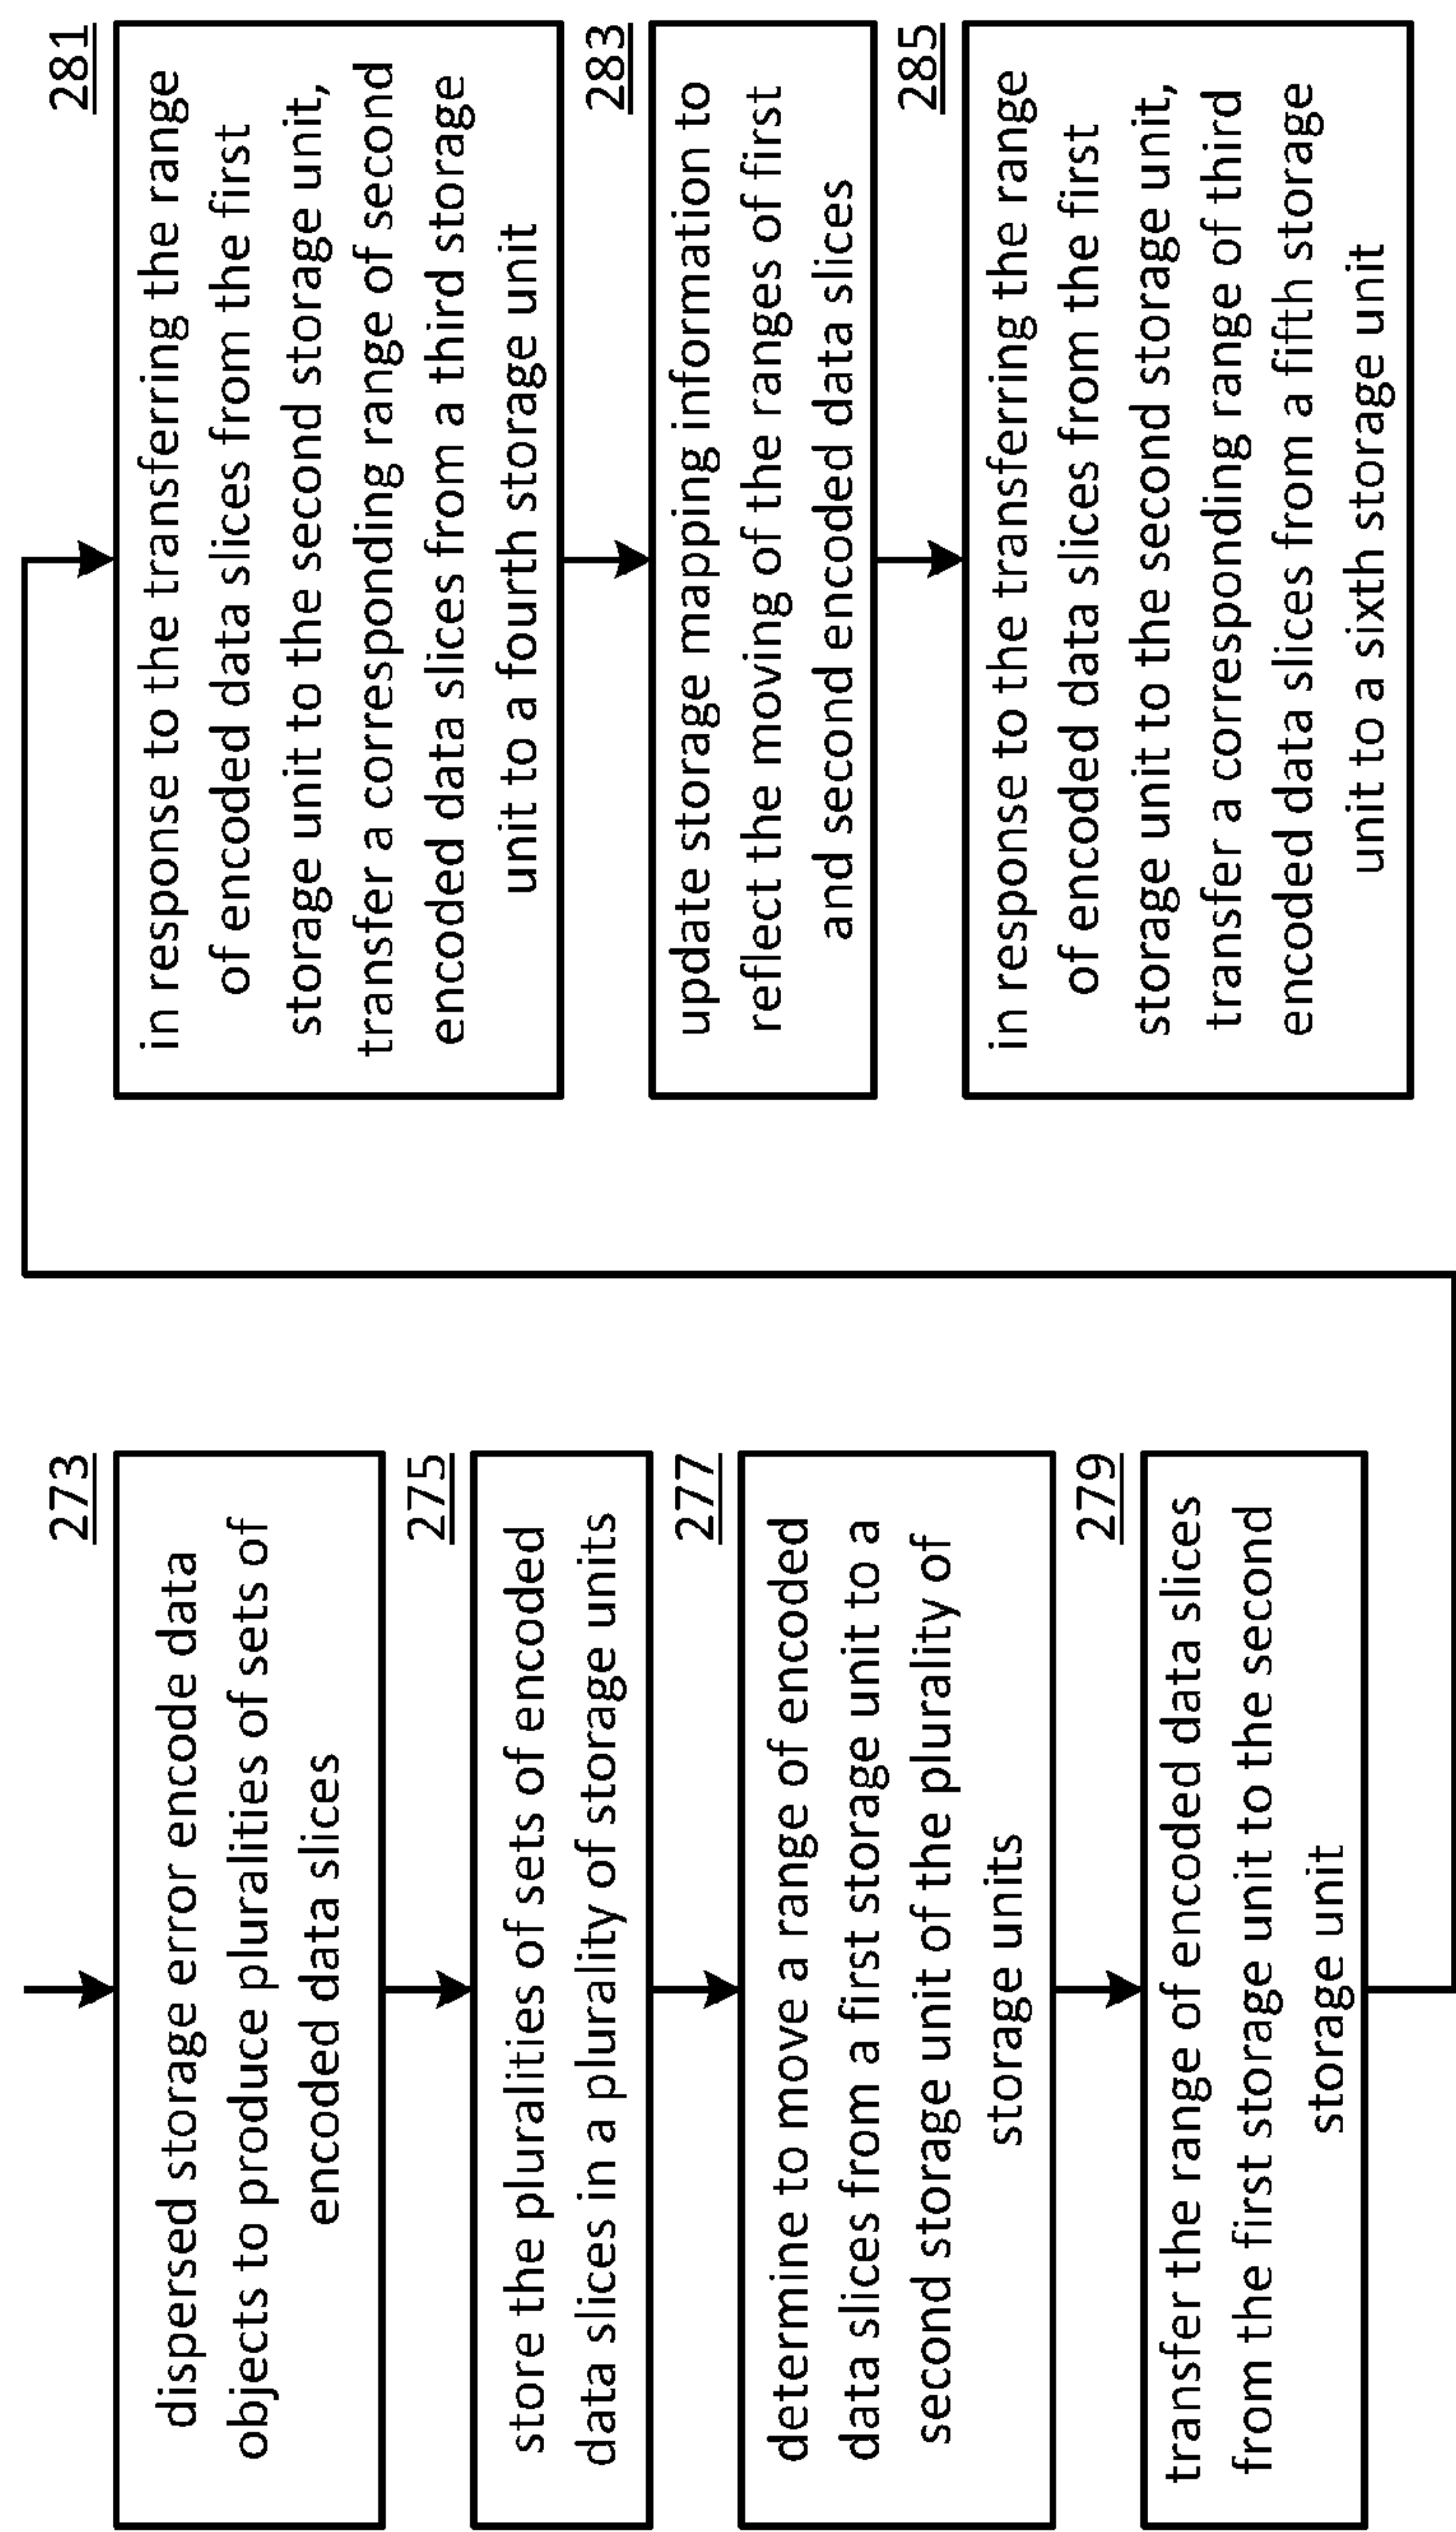 273
dispersed storage error encode data
objects to produce pluralities of sets of
encoded data slices
275
store the pluralities of sets of encoded
data slices in a plurality of storage units
277
determine to move a range of encoded
data slices from a first storage unit to a
second storage unit of the plurality of
storage units
279
transfer the range of encoded data slices
from the first storage unit to the second
storage unit
281
in response to the transferring the range
of encoded data slices from the first
storage unit to the second storage unit,
transfer a corresponding range of second
encoded data slices from a third storage
unit to a fourth storage unit
283
update storage mapping information to
reflect the moving of the ranges of first
and second encoded data slices
285
in response to the transferring the range
of encoded data slices from the first
storage unit to the second storage unit,
transfer a corresponding range of third
encoded data slices from a fifth storage
unit to a sixth storage unit